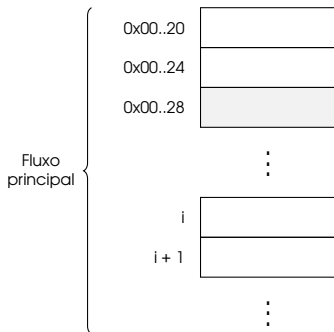 0x00..20
0x00..24
0x00..28
Fluxo
principal
i
i + 1